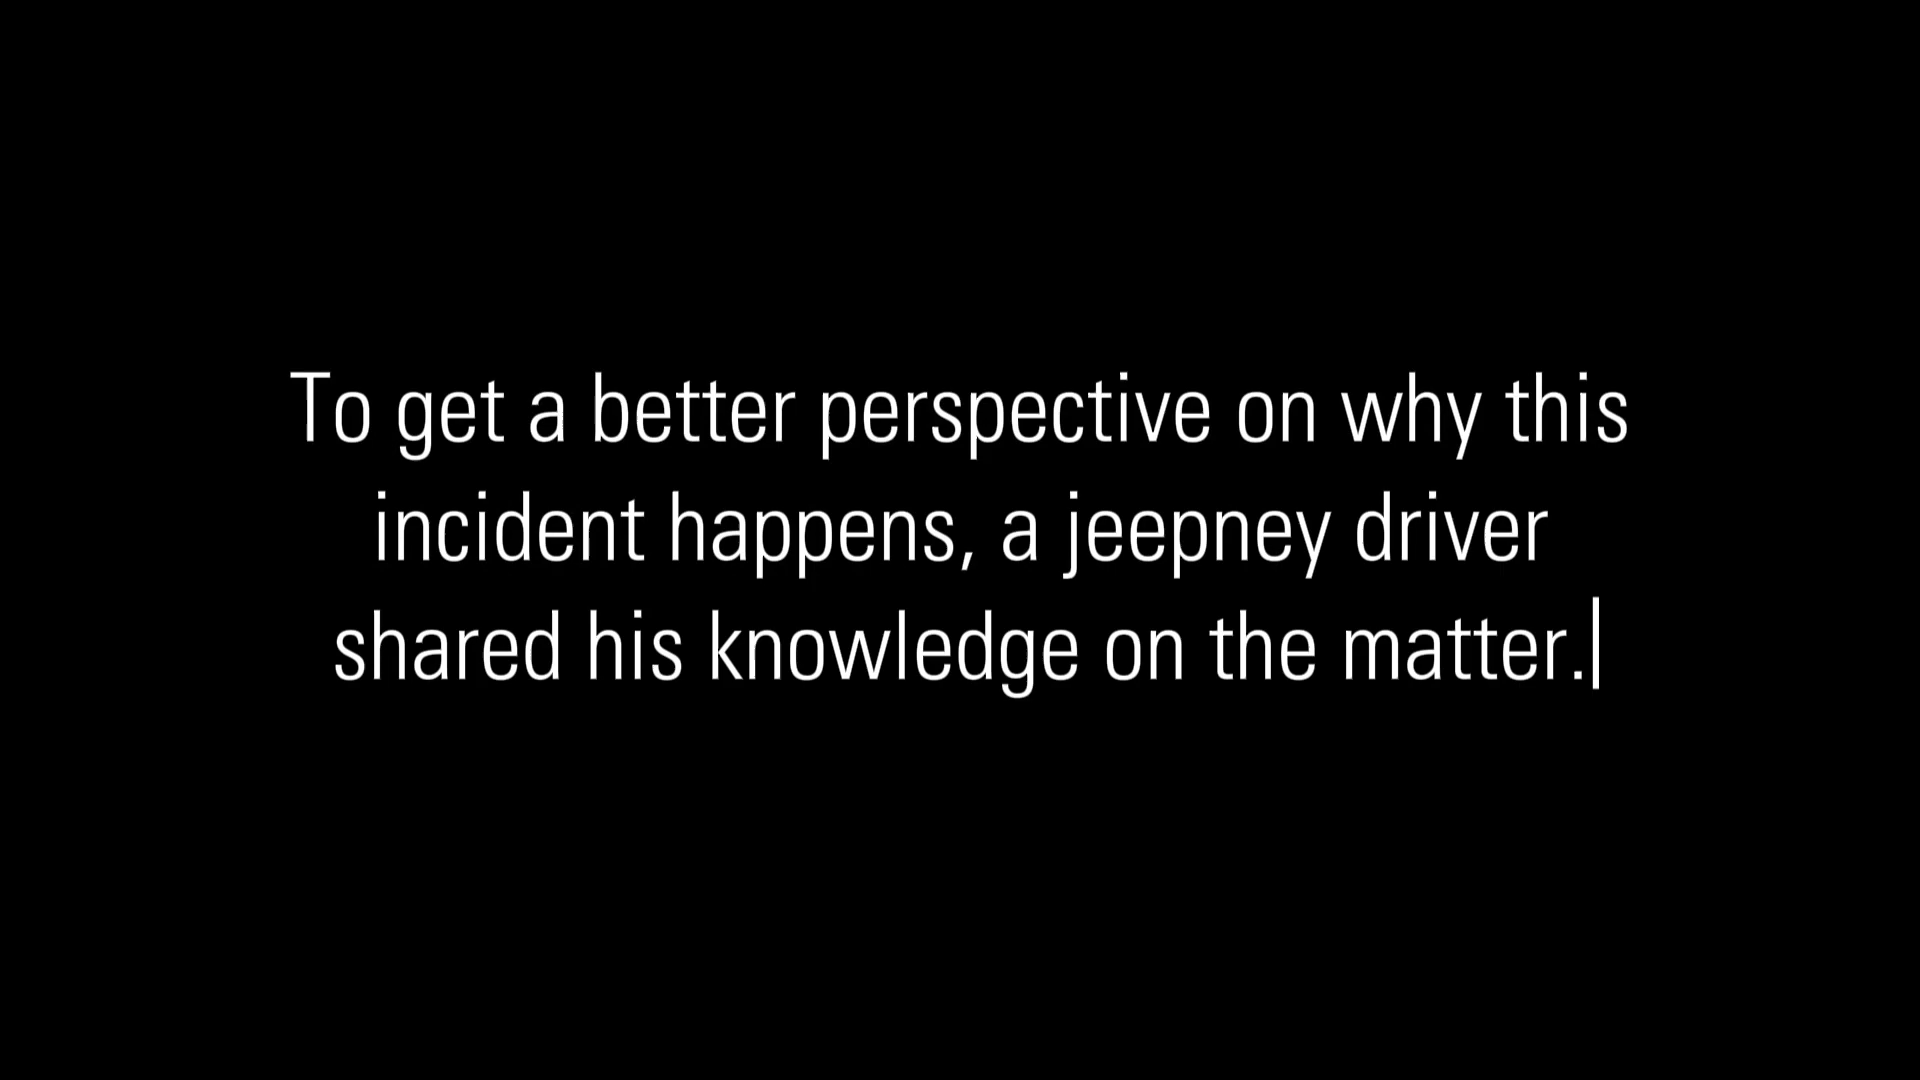 To get a better perspective on why this
incident happens, a jeepney driver
shared his knowledge on the matter.